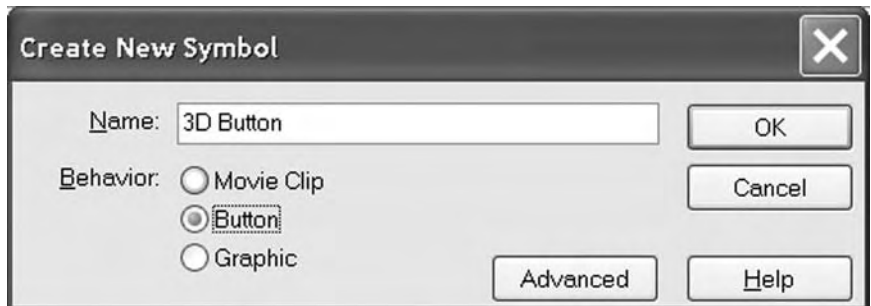 Create New Symbol
Name: 3D Button OK
Behavior: Movie Clip Cancel
Button
Graphic
Advanced Help